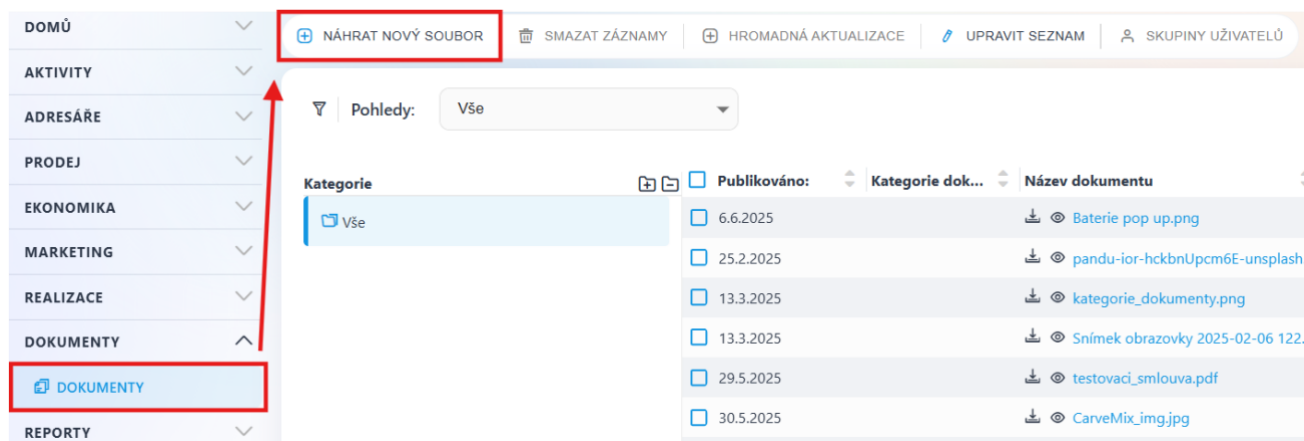 DOMŮ
AKTIVITY
ADRESÁŘE
PRODEJ
EKONOMIKA
MARKETING
REALIZACE
DOKUMENTY
DOKUMENTY
REPORTY
NÁHRAT NOVÝ SOUBOR SMAZAT ZÁZNAMY HROMADNÁ AKTUALIZACE UPRAVIT SEZNAM SKUPINY UŽIVATELŮ
Pohledy: Vše
Kategorie
Vše
Publikováno: Kategorie dok... Název dokumentu
6.6.2025 Baterie pop up.png
25.2.2025 pandu-ior-hckbnUpcm6E-unsplash
13.3.2025 kategorie_dokumenty.png
13.3.2025 Snímek obrazovky 2025-02-06 122.
29.5.2025 testovaci_smlouva.pdf
30.5.2025 CarveMix_img.jpg